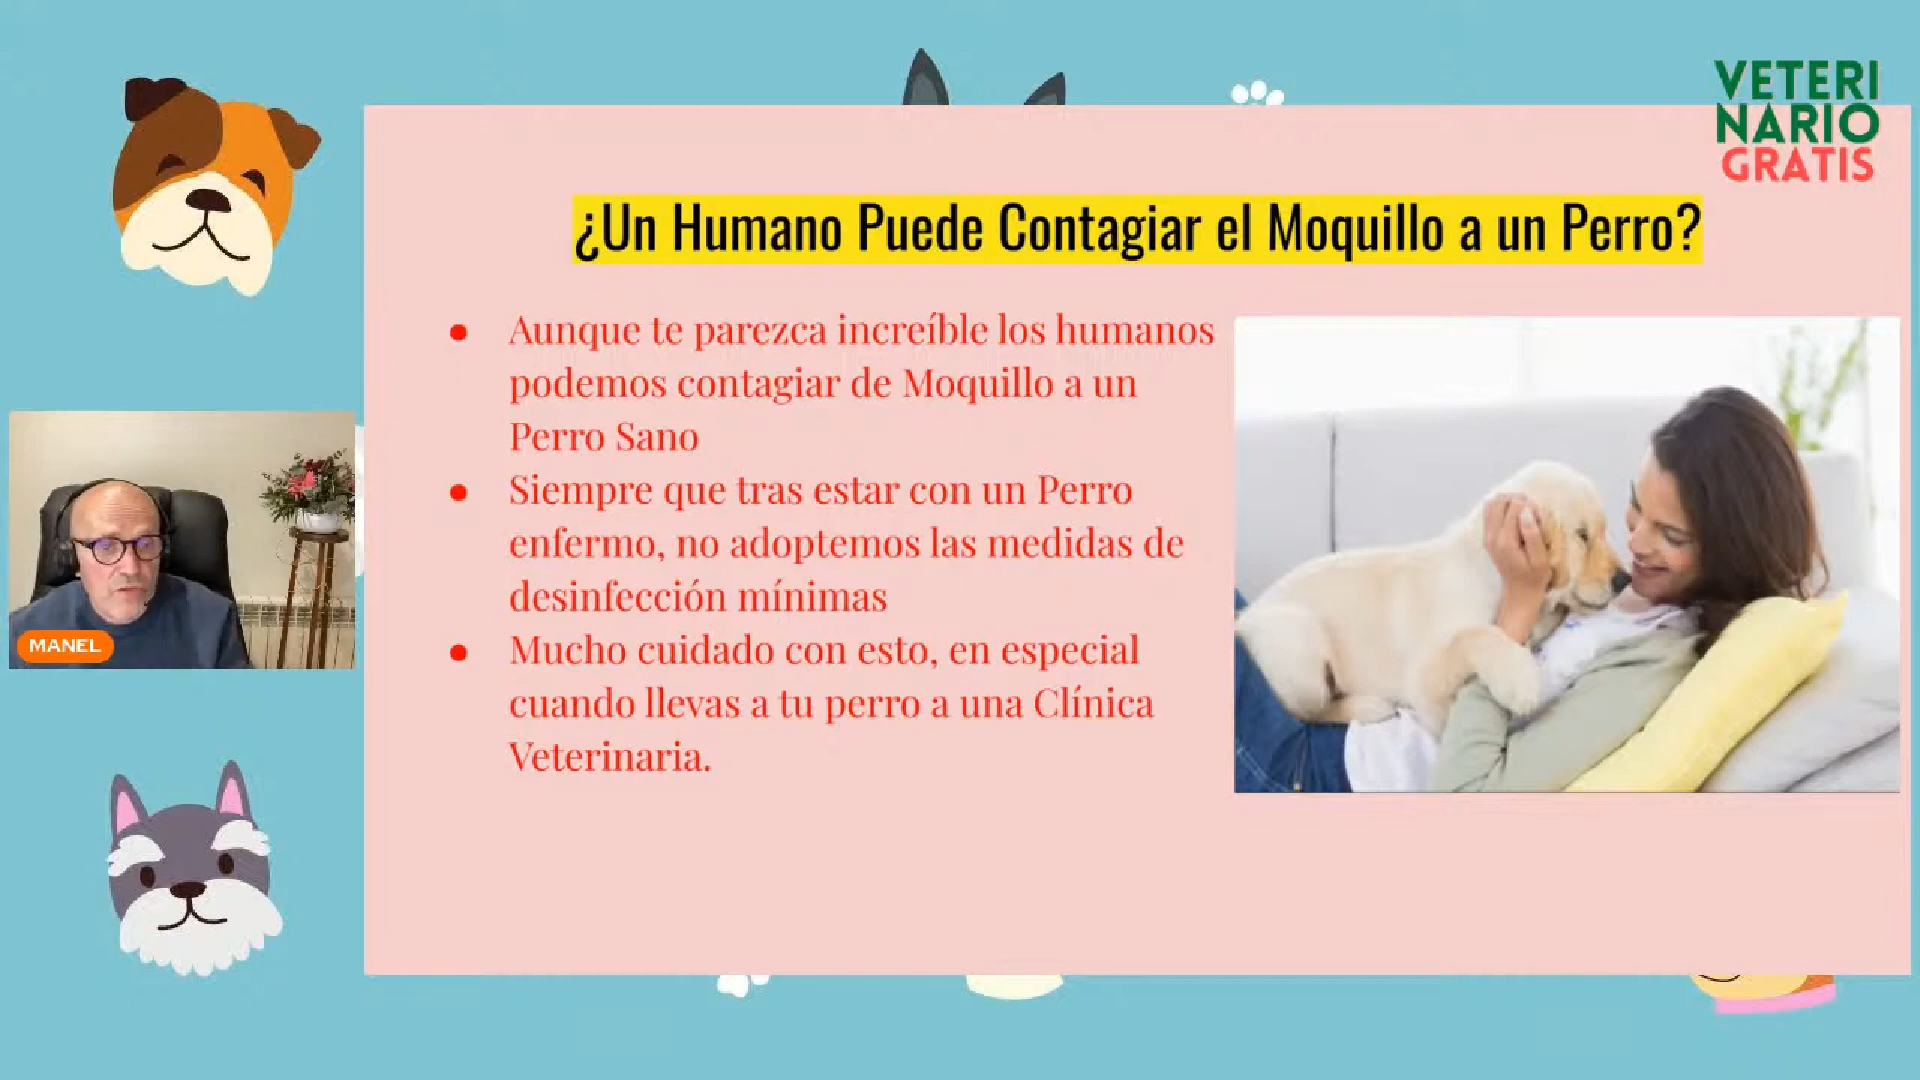 VETERI
NARIO
GRATIS
¿Un Humano Puede Contagiar el Moquillo a un Perro?
● Aunque te parezca increíble los humanos
podemos contagiar de Moquillo a un
Perro Sano
● Siempre que tras estar con un Perro
enfermo, no adoptemos las medidas de
desinfección mínimas
● Mucho cuidado con esto, en especial
cuando llevas a tu perro a una Clínica
Veterinaria.
MANEL